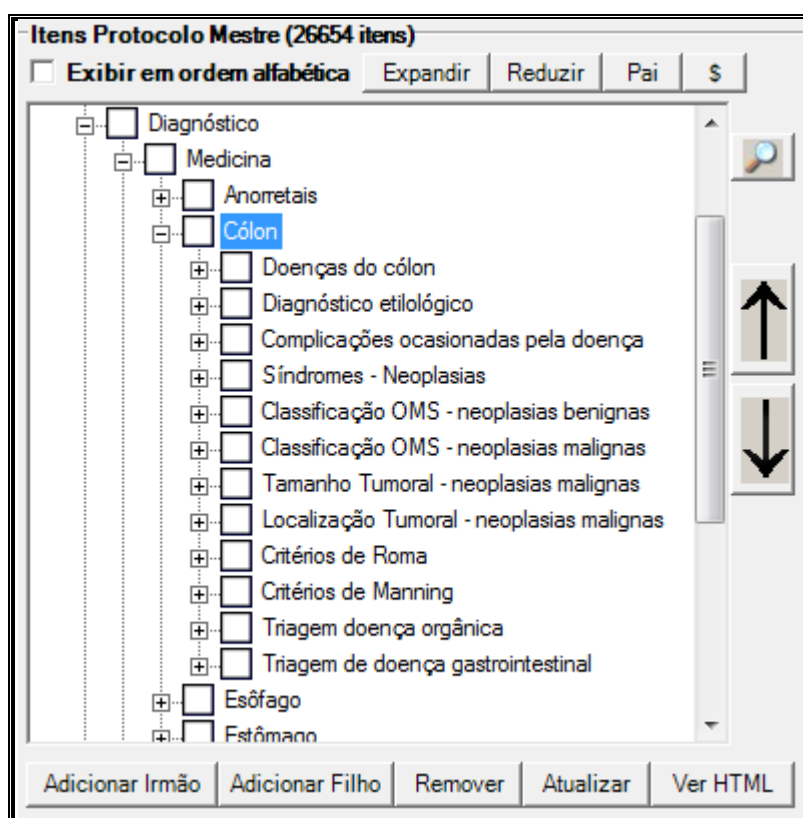 Itens Protocolo Mestre (26654 itens)
Exibir em ordem alfabética Expandir Reduzir Pai $
Diagnóstico
Medicina
Anorretais
Cólon
Doenças do cólon
Diagnóstico etilológico
Complicações ocasionadas pela doença
Síndromes - Neoplasias
Classificação OMS - neoplasias benignas
Classificação OMS - neoplasias malignas
Tamanho Tumoral - neoplasias malignas
Localização Tumoral - neoplasias malignas
Critérios de Roma
Critérios de Manning
Triagem doença orgânica
Triagem de doença gastrointestinal
Esôfago
Estômago
Adicionar Irmão Adicionar Filho Remover Atualizar Ver HTML